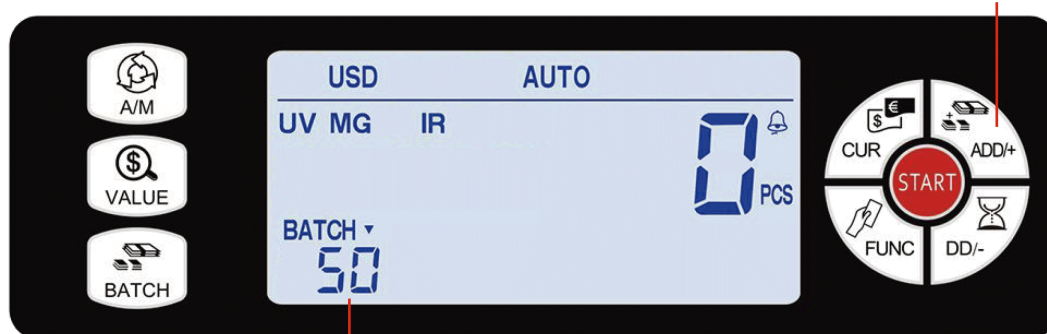 A/M
VALUE
BATCH
USD AUTO
UV MG IR
0 PCS
BATCH ▾
50
CUR
ADD/+
START
FUNC
DD/-